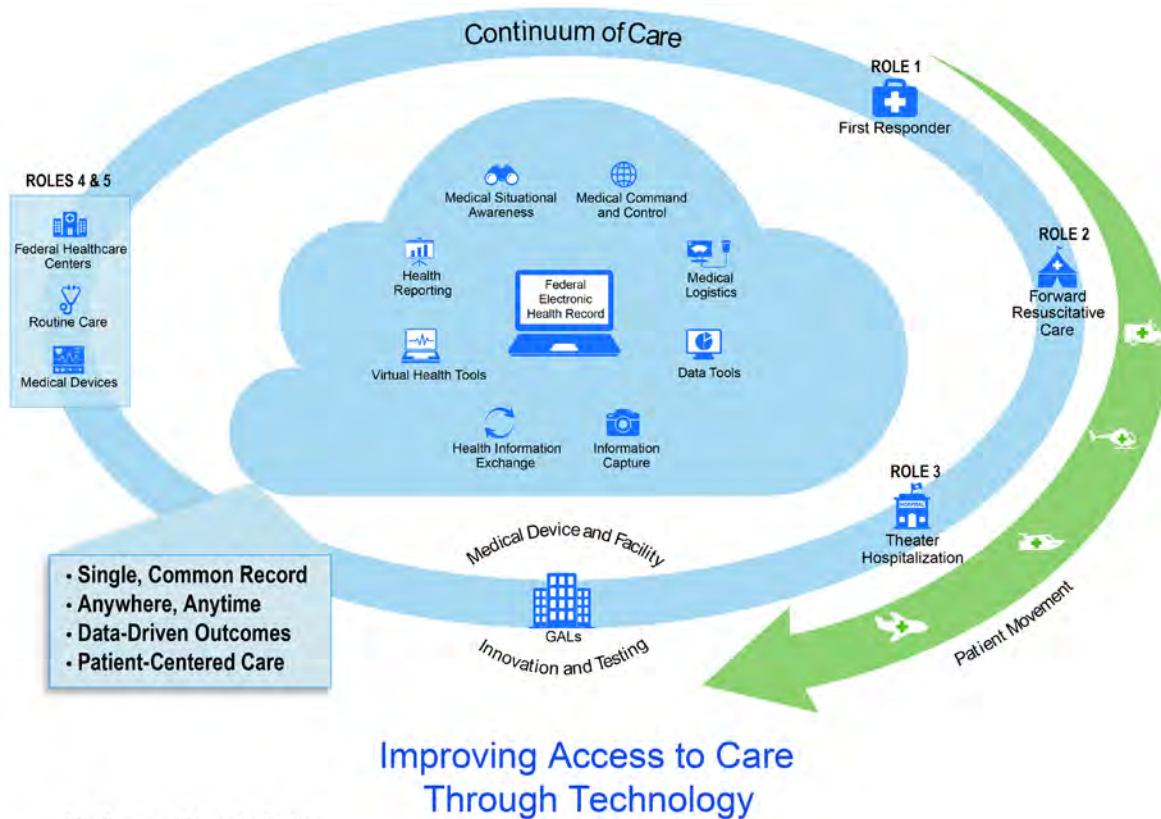 Continuum of Care
ROLE 1
First Responder
ROLE 2
Forward
Resuscitative
Care
ROLE 3
HOSPITAL
Theater
Hospitalization
Patient Movement
ROLES 4 & 5
Federal Healthcare
Centers
Routine Care
Medical Devices
Medical Situational
Awareness
Medical Command
and Control
Health
Reporting
Federal
Electronic
Health Record
Medical
Logistics
Virtual Health Tools
Data Tools
Health Information
Exchange
Information
Capture
Medical Device and Facility
GALs
Innovation and Testing
• Single, Common Record
• Anywhere, Anytime
• Data-Driven Outcomes
• Patient-Centered Care
Improving Access to Care
Through Technology